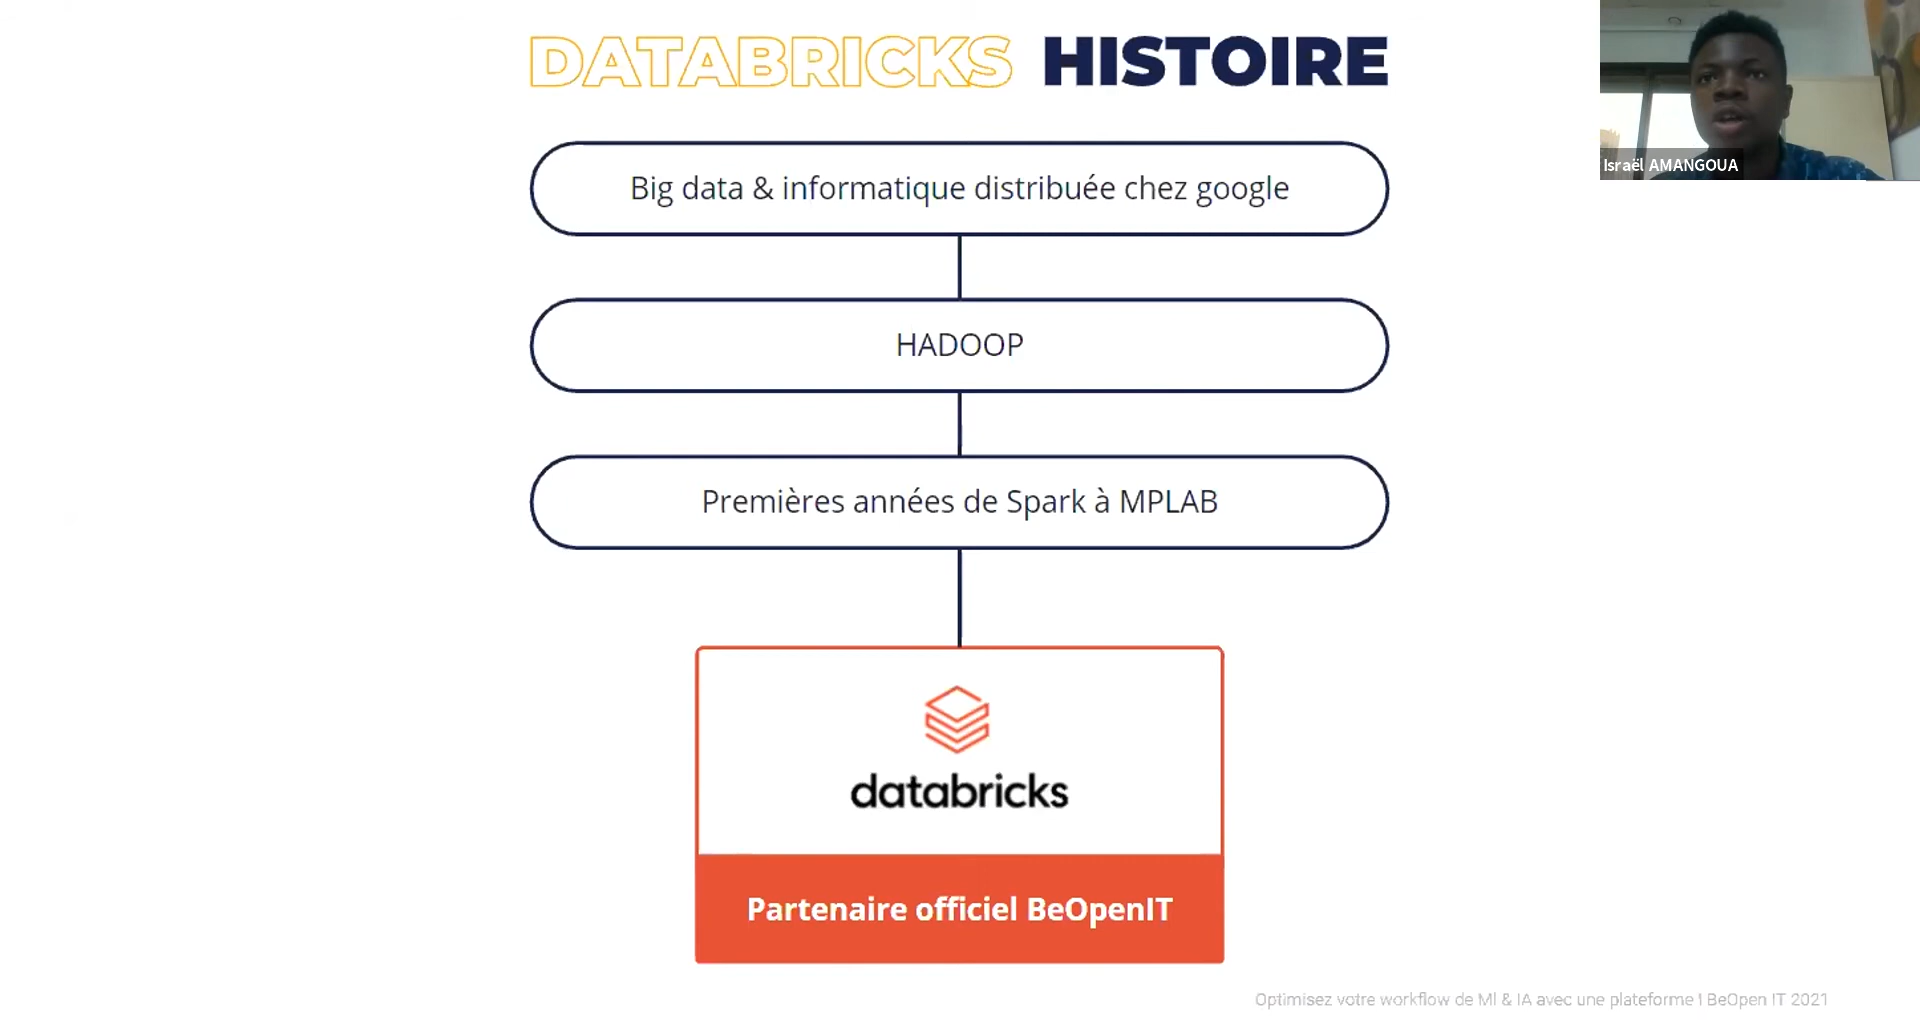 DATABRICKS HISTOIRE
Big data & informatique distribuée chez google
HADOOP
Premières années de Spark à MPLAB
databricks
Partenaire officiel BeOpenIT
Israël AMANGOUA
Optimisez votre workflow de Ml & IA avec une plateforme ! BeOpen IT 2021